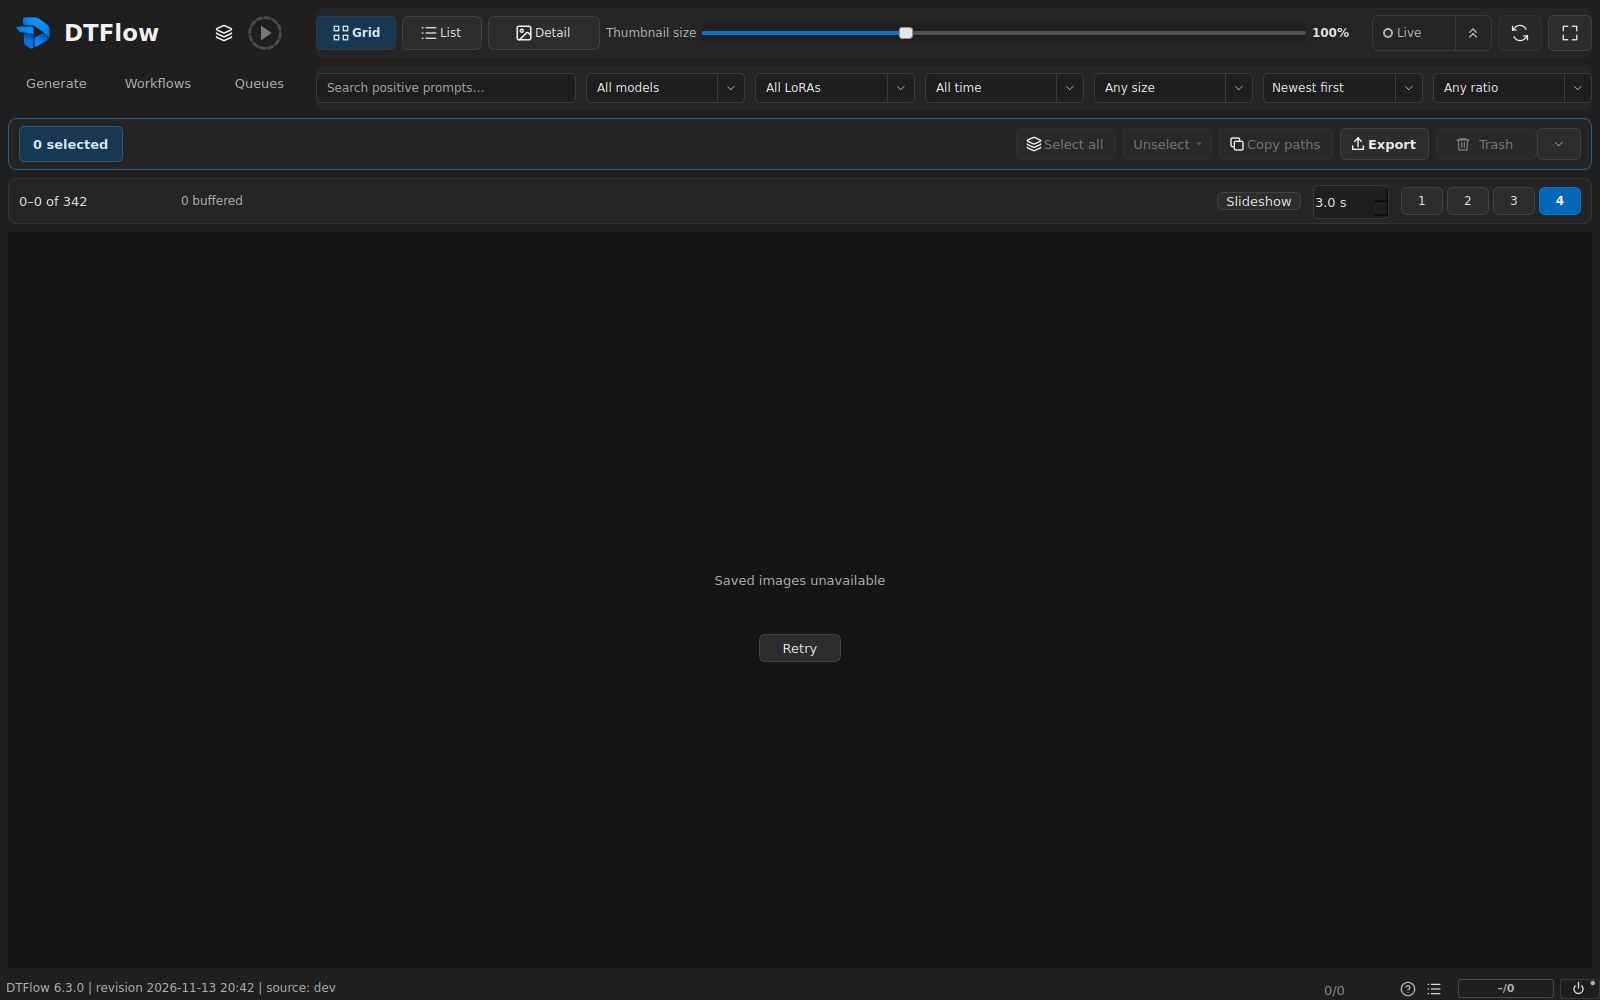 DTFlow
Grid
List
Detail
Thumbnail size
100%
Live
Generate
Workflows
Queues
Search positive prompts...
All models
All LoRAs
All time
Any size
Newest first
Any ratio
0 selected
Select all
Unselect
Copy paths
Export
Trash
0–0 of 342
0 buffered
Slideshow
3.0 s
1
2
3
4
Saved images unavailable
Retry
DTFlow 6.3.0 | revision 2026-11-13 20:42 | source: dev
0/0
–/0